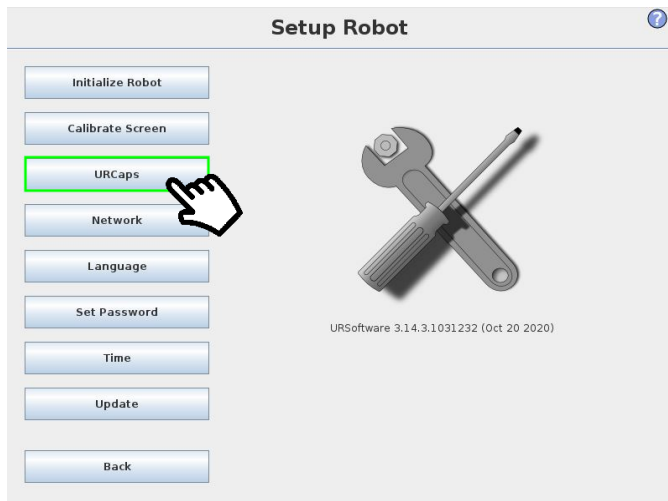 Setup Robot
?
Initialize Robot
Calibrate Screen
URCaps
Network
Language
Set Password
URSoftware 3.14.3.1031232 (Oct 20 2020)
Time
Update
Back